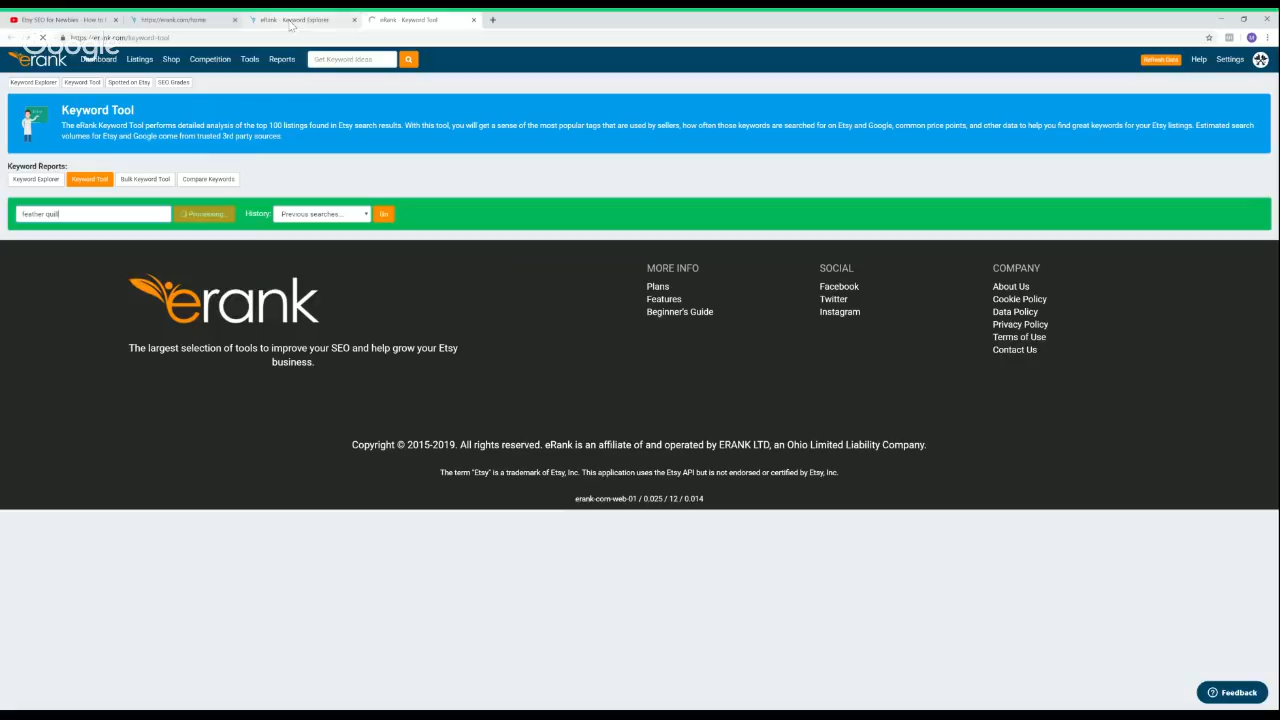 Etsy SEO for Newbies - How to
https://erank.com/home
eRank - Keyword Explorer
eRank - Keyword Tool
https://erank.com/keyword-tool
Google
erank
Dashboard
Listings
Shop
Competition
Tools
Reports
Get Keyword Ideas
Refresh Data
Help
Settings
Keyword Explorer
Keyword Tool
Spotted on Etsy
SEO Grades
Keyword Tool
The eRank Keyword Tool performs detailed analysis of the top 100 listings found in Etsy search results. With this tool, you will get a sense of the most popular tags that are used by sellers, how often those keywords are searched for on Etsy and Google, common price points, and other data to help you find great keywords for your Etsy listings. Estimated search
volumes for Etsy and Google come from trusted 3rd party sources.
Keyword Reports:
Keyword Explorer
Keyword Tool
Bulk Keyword Tool
Compare Keywords
feather quill
Processing...
History:
Previous searches...
Go
erank
The largest selection of tools to improve your SEO and help grow your Etsy
business.
MORE INFO
Plans
Features
Beginner's Guide
SOCIAL
Facebook
Twitter
Instagram
COMPANY
About Us
Cookie Policy
Data Policy
Privacy Policy
Terms of Use
Contact Us
Copyright © 2015-2019. All rights reserved. eRank is an affiliate of and operated by ERANK LTD, an Ohio Limited Liability Company.
The term "Etsy" is a trademark of Etsy, Inc. This application uses the Etsy API but is not endorsed or certified by Etsy, Inc.
erank-com-web-01 / 0.025 / 12 / 0.014
Feedback